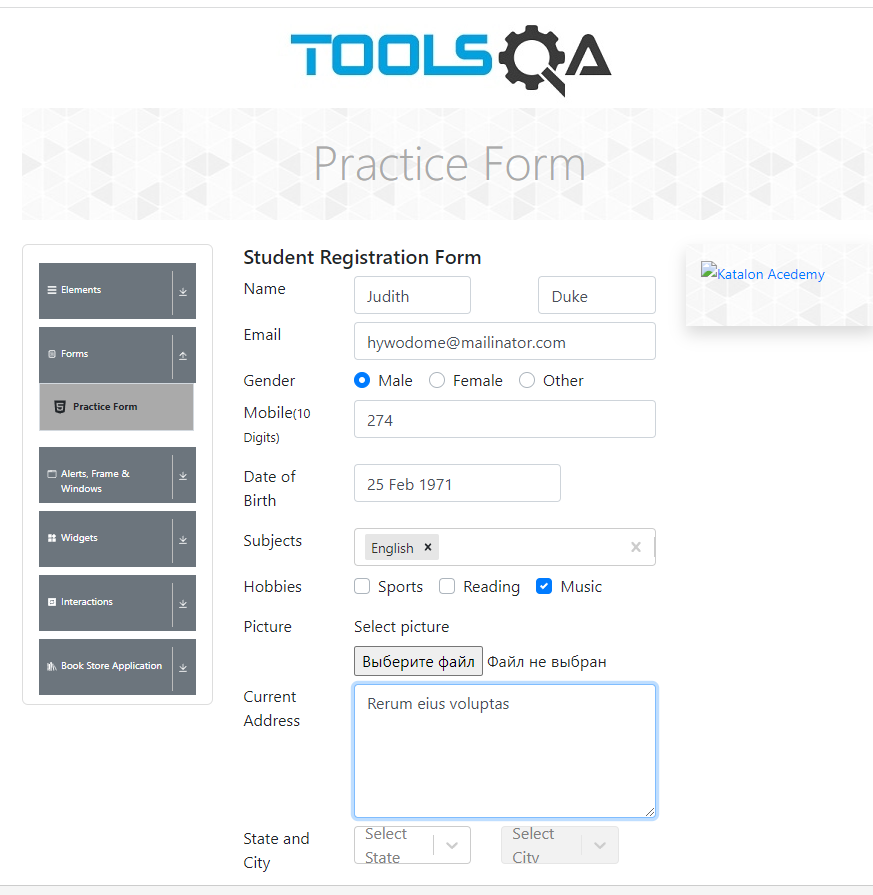 TOOLSQA
Practice Form
Elements
Forms
Practice Form
Alerts, Frame &
Windows
Widgets
Interactions
Book Store Application
Student Registration Form
Name
Judith
Duke
Email
hywodome@mailinator.com
Gender
Male Female Other
Mobile(10
Digits)
274
Date of
Birth
25 Feb 1971
Subjects
English
Hobbies
Sports Reading Music
Picture
Select picture
Выберите файл Файл не выбран
Current
Address
Rerum eius voluptas
State and
City
Select
State
Select
City
Katalon Acedemy